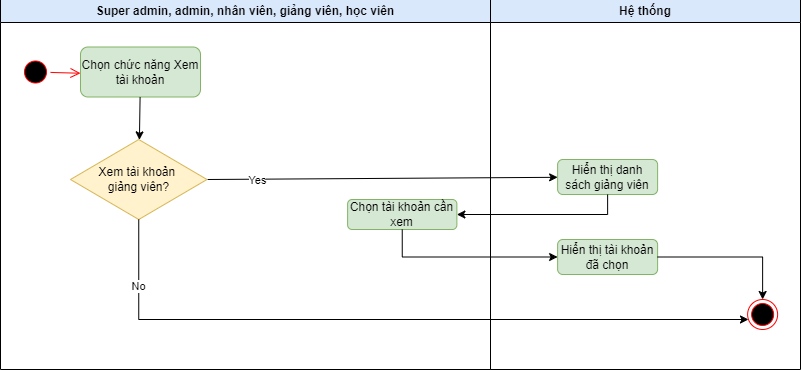 Super admin, admin, nhân viên, giảng viên, học viên
Hệ thống
Chọn chức năng Xem
tài khoản
Xem tài khoản
giảng viên?
Yes
Hiển thị danh
sách giảng viên
Chọn tài khoản cần
xem
Hiển thị tài khoản
đã chọn
No